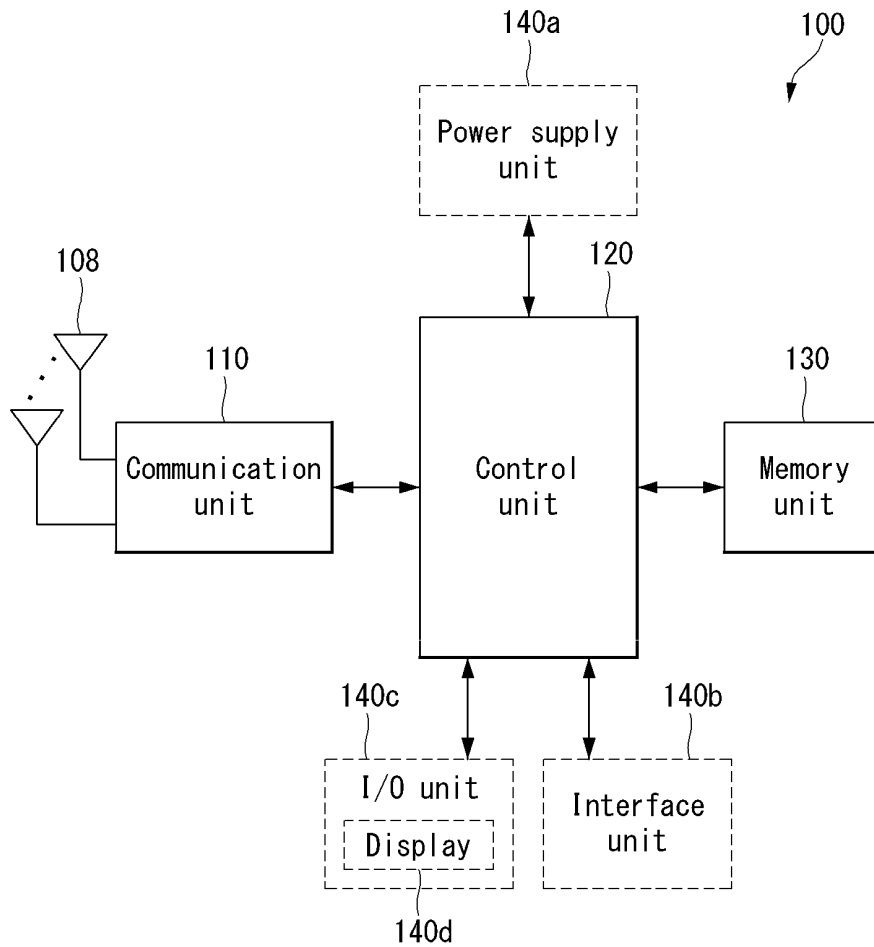 140a
100
Power supply
unit
108
120
110
130
Communication
unit
Control
unit
Memory
unit
140c
140b
I/O unit
Display
Interface
unit
140d